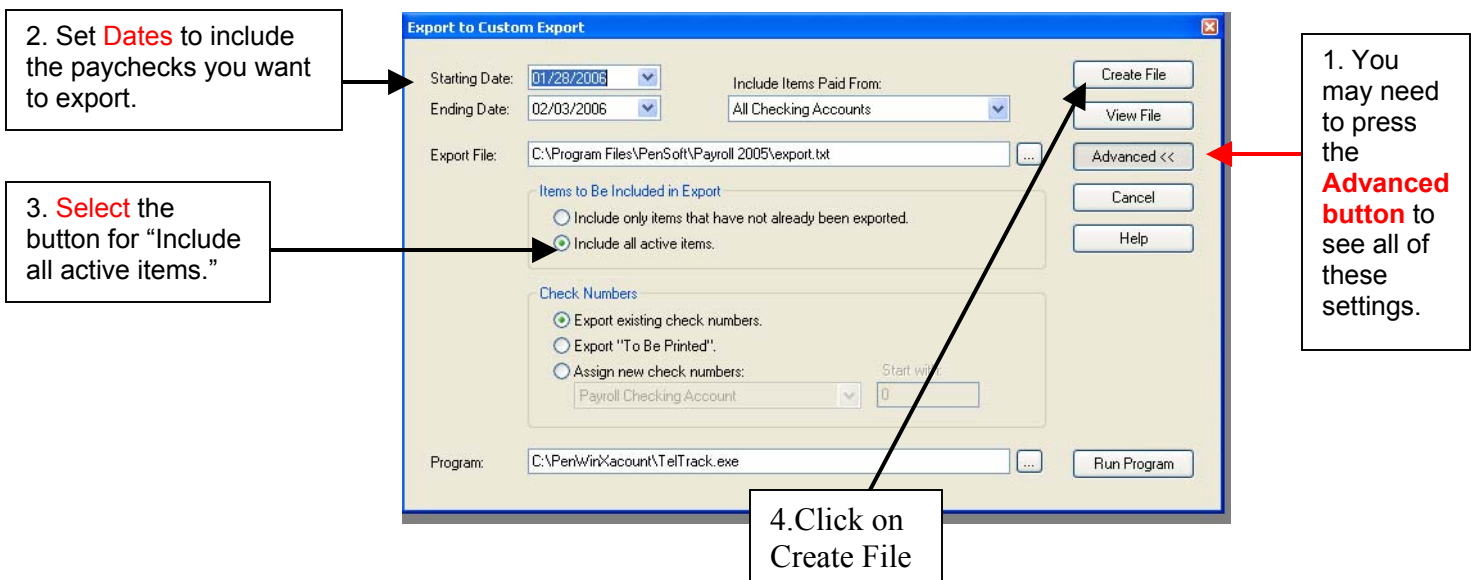 2. Set Dates to include
the paychecks you want
to export.
3. Select the
button for “Include
all active items.”
Export to Custom Export
Starting Date: 01/28/2006
Include Items Paid From:
Ending Date: 02/03/2006
All Checking Accounts
Export File: C:\Program Files\PenSoft\Payroll 2005\export.txt ...
Items to Be Included in Export
Include only items that have not already been exported.
Include all active items.
Check Numbers
Export existing check numbers.
Export "To Be Printed".
Assign new check numbers: Start with:
Payroll Checking Account 0
Program: C:\PenWinXacount\TelTrack.exe ...
Create File
View File
Advanced <<
Cancel
Help
Run Program
4.Click on
Create File
1. You
may need
to press
the
Advanced
button to
see all of
these
settings.